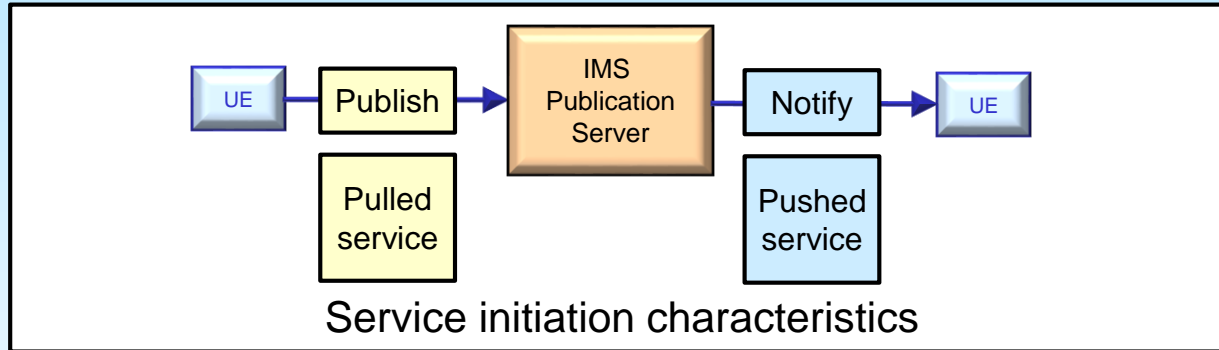 UE
Publish
IMS
Publication
Server
Notify
UE
Pulled
service
Pushed
service
Service initiation characteristics